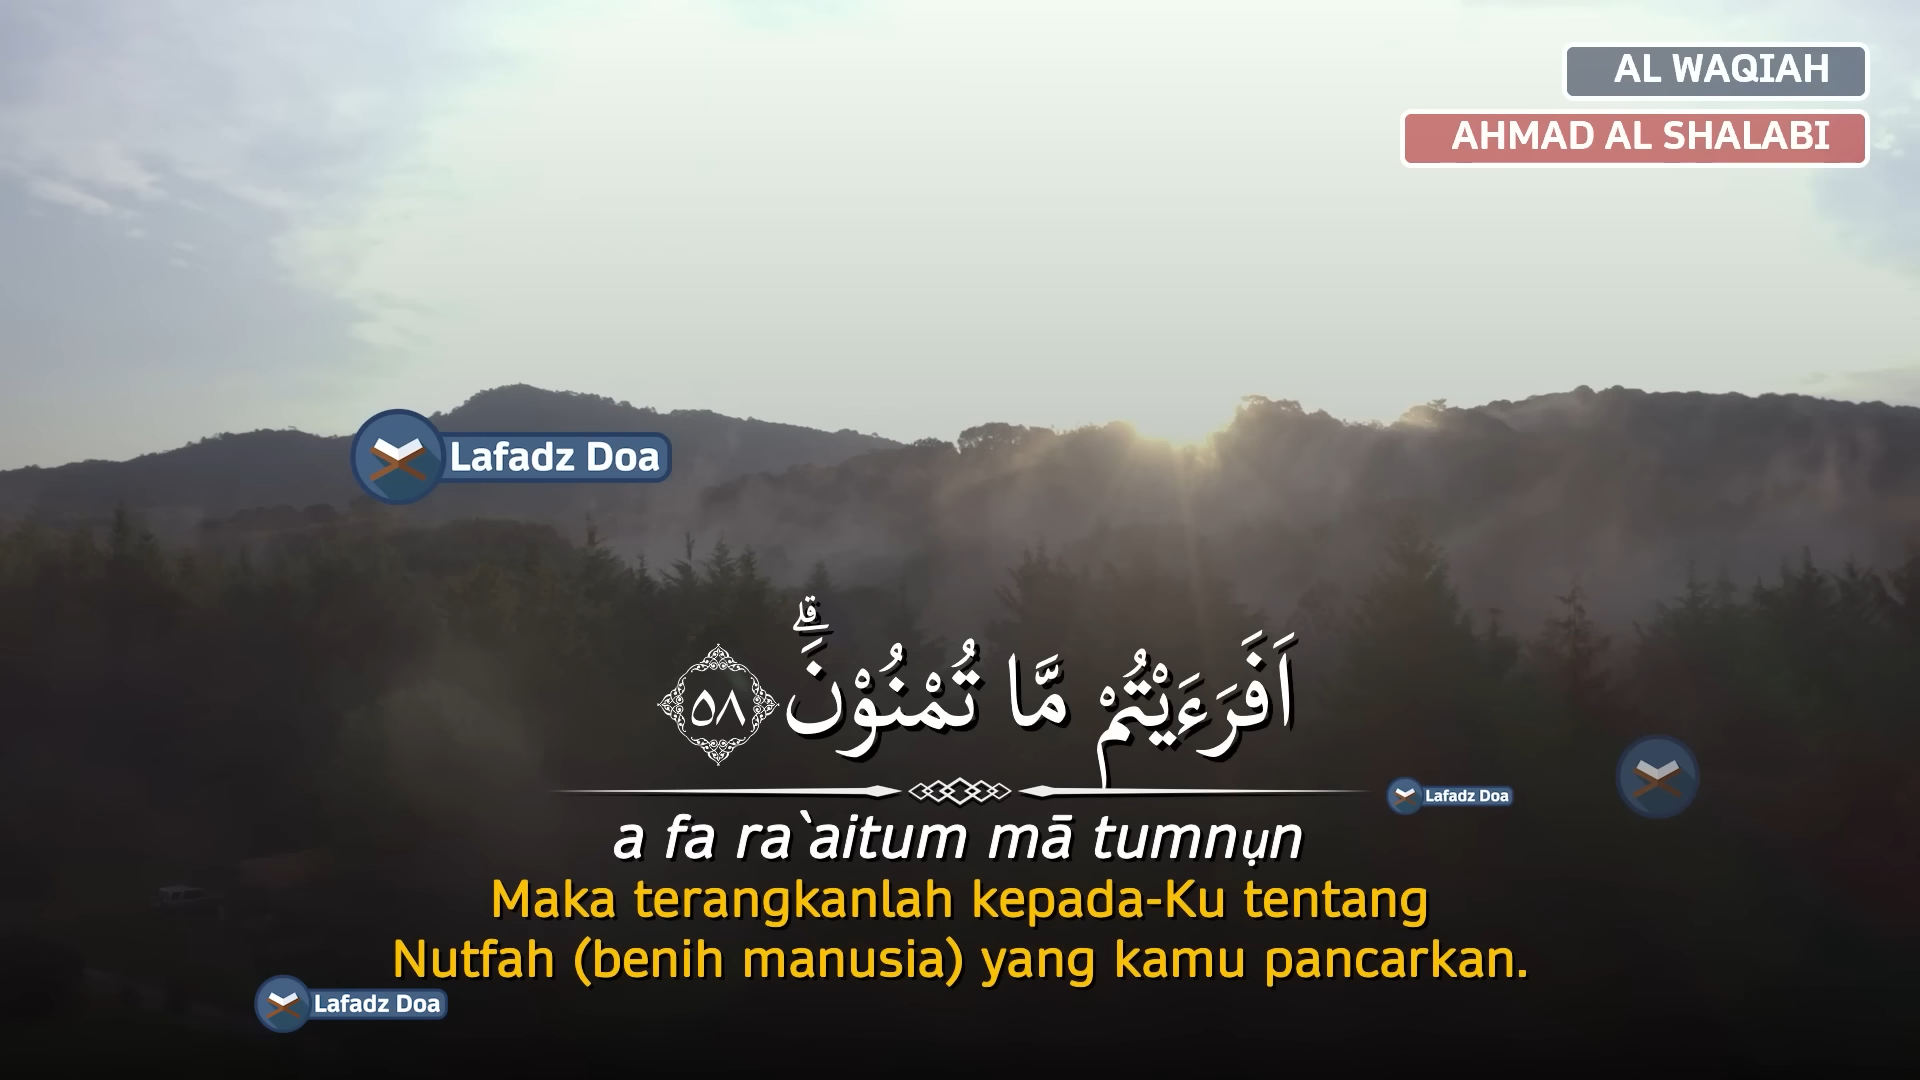 AL WAQIAH
AHMAD AL SHALABI
Lafadz Doa
اَفَرَءَيْتُمْ مَّا تُمْنُوْنَۗ ٥٨
Lafadz Doa
a fa ra`aitum mā tumnụn
Maka terangkanlah kepada-Ku tentang
Nutfah (benih manusia) yang kamu pancarkan.
Lafadz Doa